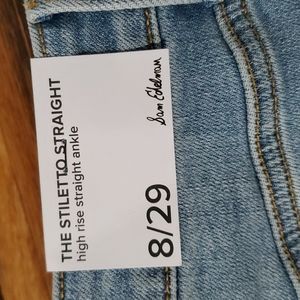 THE STILETTO STRAIGHT
high rise straight ankle
8/29
Sam Edelman